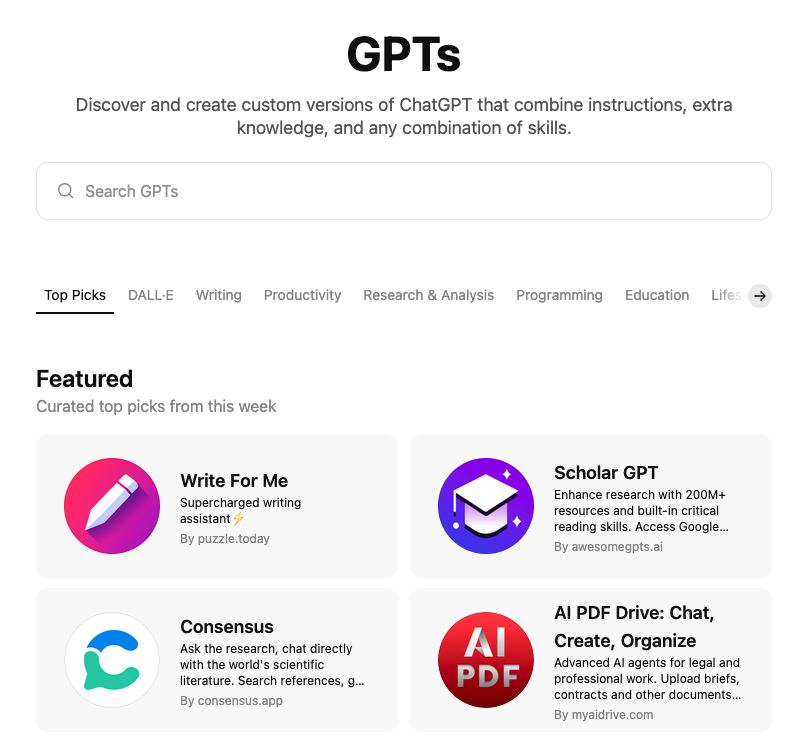 GPTs
Discover and create custom versions of ChatGPT that combine instructions, extra
knowledge, and any combination of skills.
Search GPTs
Top Picks DALL·E Writing Productivity Research & Analysis Programming Education Lifes
Featured
Curated top picks from this week
Write For Me
Supercharged writing
assistant⚡
By puzzle.today
Scholar GPT
Enhance research with 200M+
resources and built-in critical
reading skills. Access Google...
By awesomegpts.ai
Consensus
Ask the research, chat directly
with the world's scientific
literature. Search references, g...
By consensus.app
AI
PDF
AI PDF Drive: Chat,
Create, Organize
Advanced AI agents for legal and
professional work. Upload briefs,
contracts and other documents...
By myaidrive.com